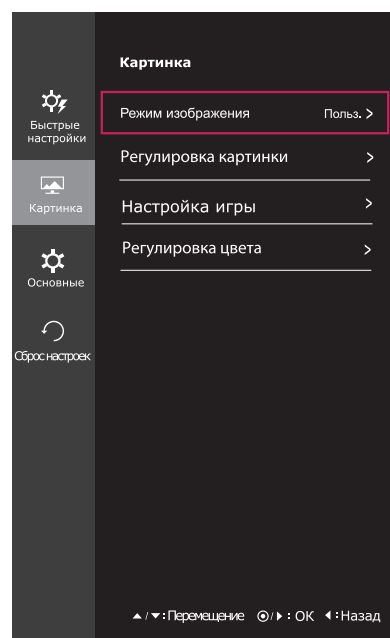 Картинка
Быстрые
настройки
Картинка
Основные
Сброс настроек
Режим изображения Польз. >
Регулировка картинки >
Настройка игры >
Регулировка цвета >
▲/▼:Перемещение ⦿/▶:OK ◀:Назад